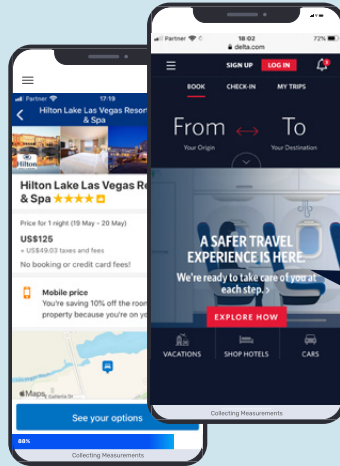 Partner
17:19
Hilton Lake Las Vegas Resort
& Spa
Hilton
Hilton Lake Las Vegas Re
& Spa
Price for 1 night (19 May - 20 May)
US$125
+ US$49.03 taxes and fees
No booking or credit card fees!
Mobile price
You're saving 10% off the room
property because you're on yo
Maps
See your options
88%
Collecting Measurements
Partner
18:02
72%
delta.com
SIGN UP
LOG IN
BOOK
CHECK-IN
MY TRIPS
From
To
Your Origin
Your Destination
A SAFER TRAVEL
EXPERIENCE IS HERE.
We're ready to take care of you at
each step. >
EXPLORE HOW
VACATIONS
SHOP HOTELS
CARS
Collecting Measurements